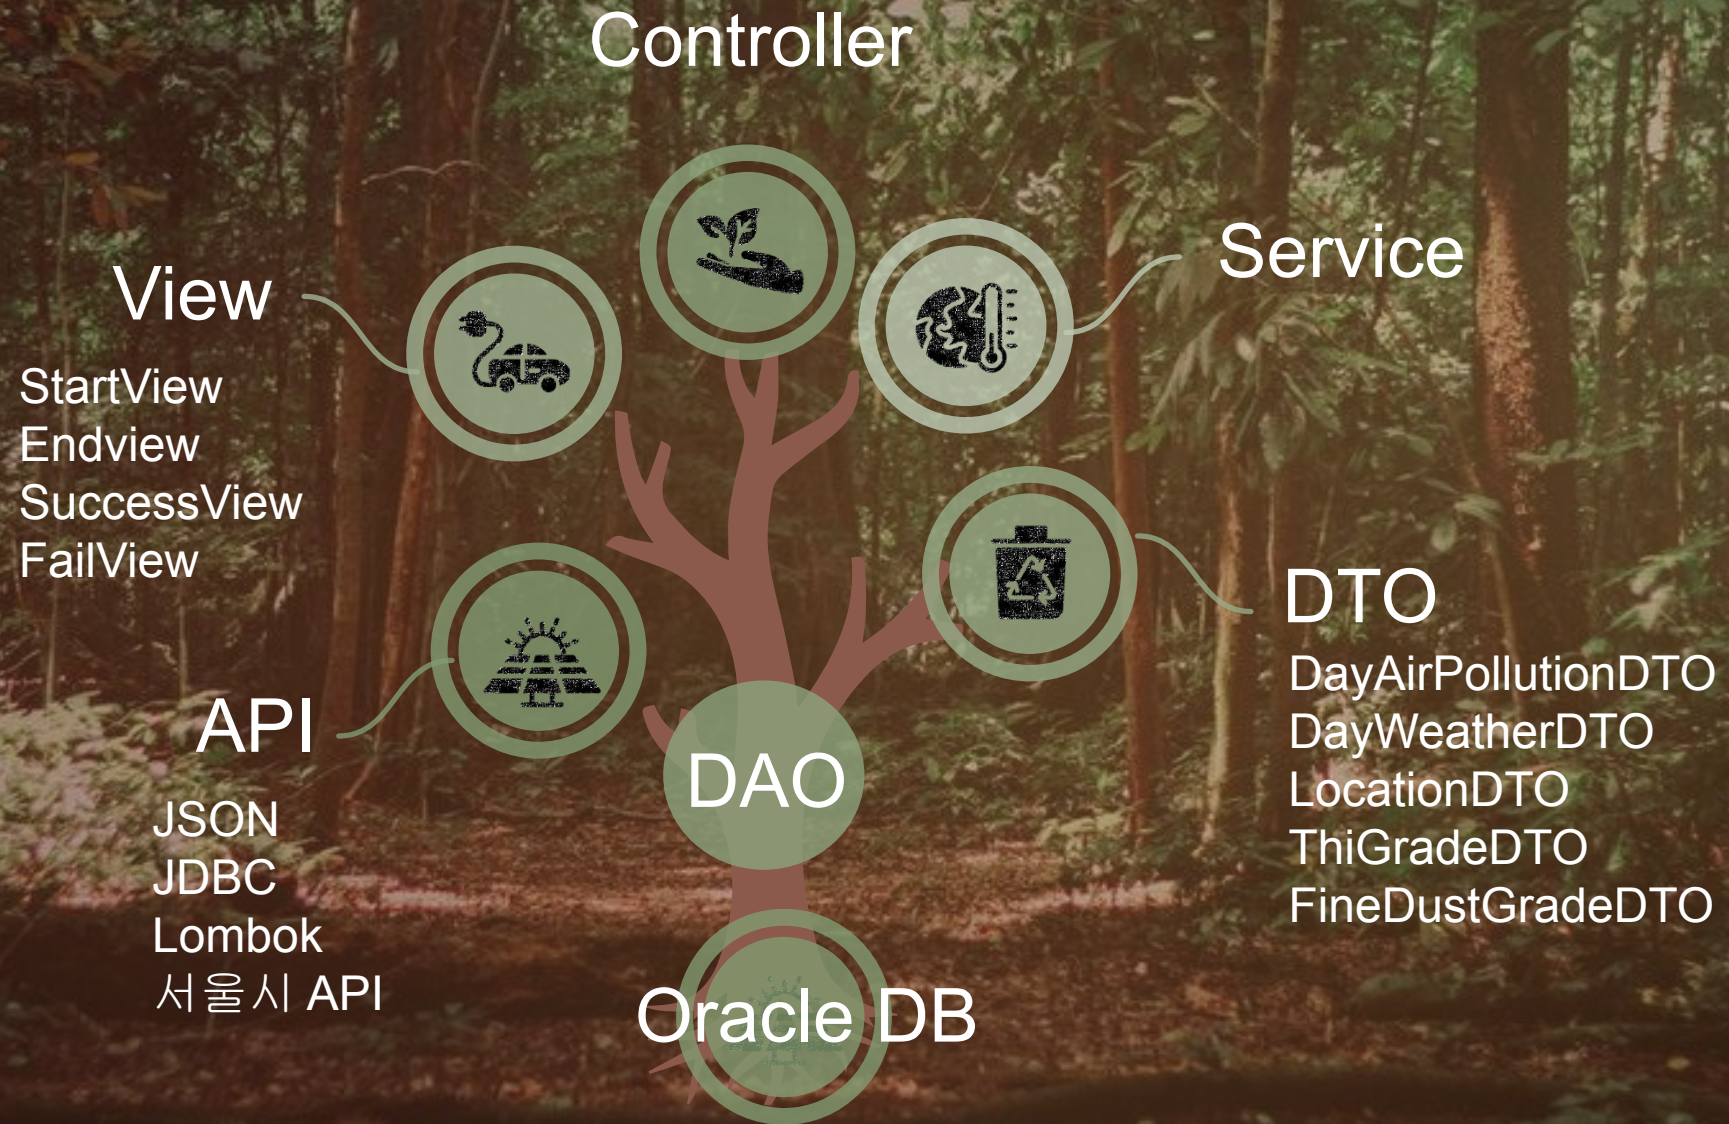 Controller
View
StartView
Endview
SuccessView
FailView
Service
API
JSON
JDBC
Lombok
서울시 API
DTO
DayAirPollutionDTO
DayWeatherDTO
LocationDTO
ThiGradeDTO
FineDustGradeDTO
DAO
Oracle DB